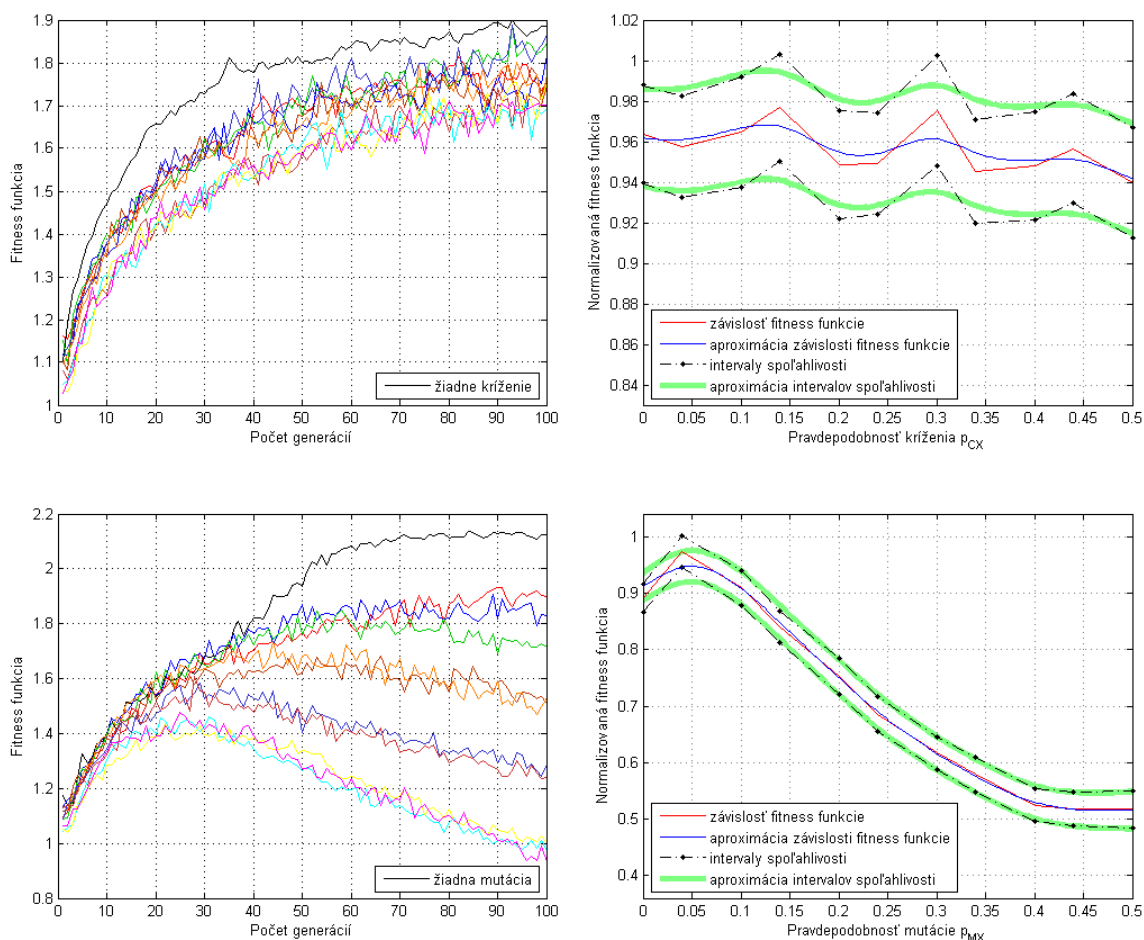 1.9
1.8
1.7
1.6
1.5
1.4
1.3
1.2
1.1
1
Fitness funkcia
0 10 20 30 40 50 60 70 80 90 100
Počet generácií
žiadne kríženie
1.02
1
0.98
0.96
0.94
0.92
0.9
0.88
0.86
0.84
Normalizovaná fitness funkcia
závislosť fitness funkcie
aproximácia závislosti fitness funkcie
intervaly spoľahlivosti
aproximácia intervalov spoľahlivosti
0 0.05 0.1 0.15 0.2 0.25 0.3 0.35 0.4 0.45 0.5
Pravdepodobnosť kríženia pCX
2.2
2
1.8
1.6
1.4
1.2
1
0.8
Fitness funkcia
0 10 20 30 40 50 60 70 80 90 100
Počet generácií
žiadna mutácia
1
0.9
0.8
0.7
0.6
0.5
0.4
Normalizovaná fitness funkcia
závislosť fitness funkcie
aproximácia závislosti fitness funkcie
intervaly spoľahlivosti
aproximácia intervalov spoľahlivosti
0 0.05 0.1 0.15 0.2 0.25 0.3 0.35 0.4 0.45 0.5
Pravdepodobnosť mutácie pMX